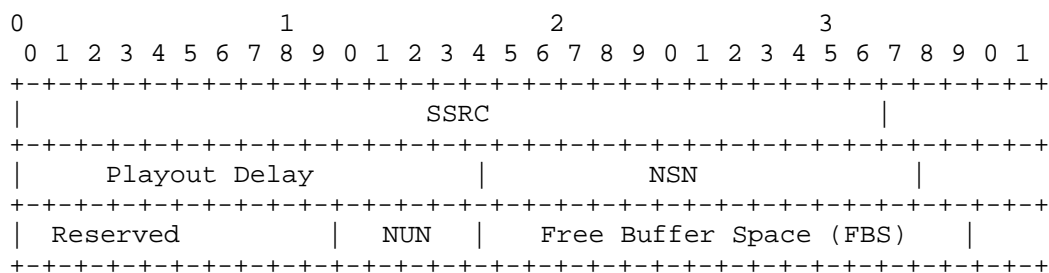 0 1 2 3
0 1 2 3 4 5 6 7 8 9 0 1 2 3 4 5 6 7 8 9 0 1 2 3 4 5 6 7 8 9 0 1
+-+-+-+-+-+-+-+-+-+-+-+-+-+-+-+-+-+-+-+-+-+-+-+-+-+-+-+-+-+-+-+-+
| SSRC |
+-+-+-+-+-+-+-+-+-+-+-+-+-+-+-+-+-+-+-+-+-+-+-+-+-+-+-+-+-+-+-+-+
| Playout Delay | NSN |
+-+-+-+-+-+-+-+-+-+-+-+-+-+-+-+-+-+-+-+-+-+-+-+-+-+-+-+-+-+-+-+-+
| Reserved | NUN | Free Buffer Space (FBS) |
+-+-+-+-+-+-+-+-+-+-+-+-+-+-+-+-+-+-+-+-+-+-+-+-+-+-+-+-+-+-+-+-+